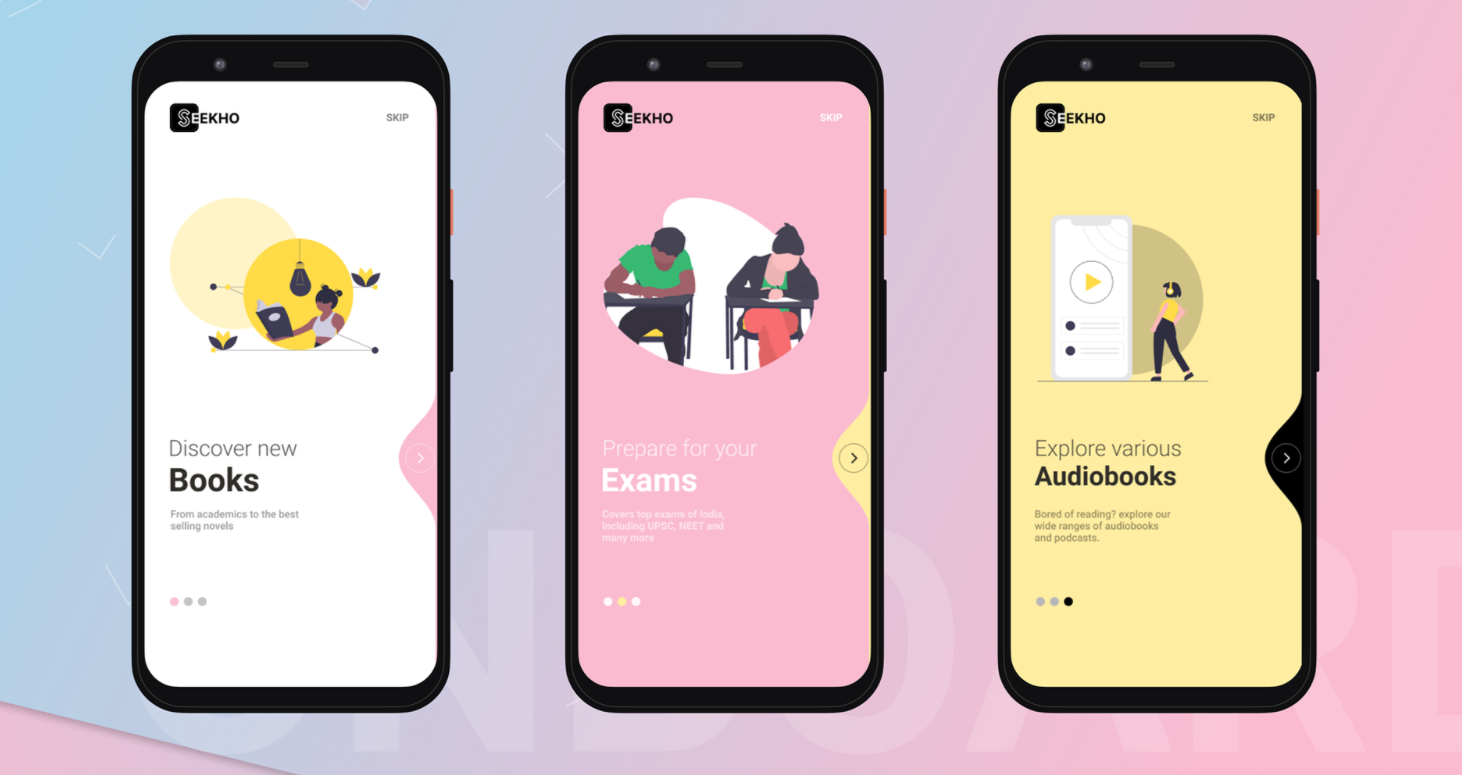 SEEKHO
SKIP
Discover new
Books
From academics to the best
selling novels
SEEKHO
SKIP
Prepare for your
Exams
Covers top exams of India,
Including UPSC, NEET and
many more
SEEKHO
SKIP
Explore various
Audiobooks
Bored of reading? explore our
wide ranges of audiobooks
and podcasts.
ONBOARD